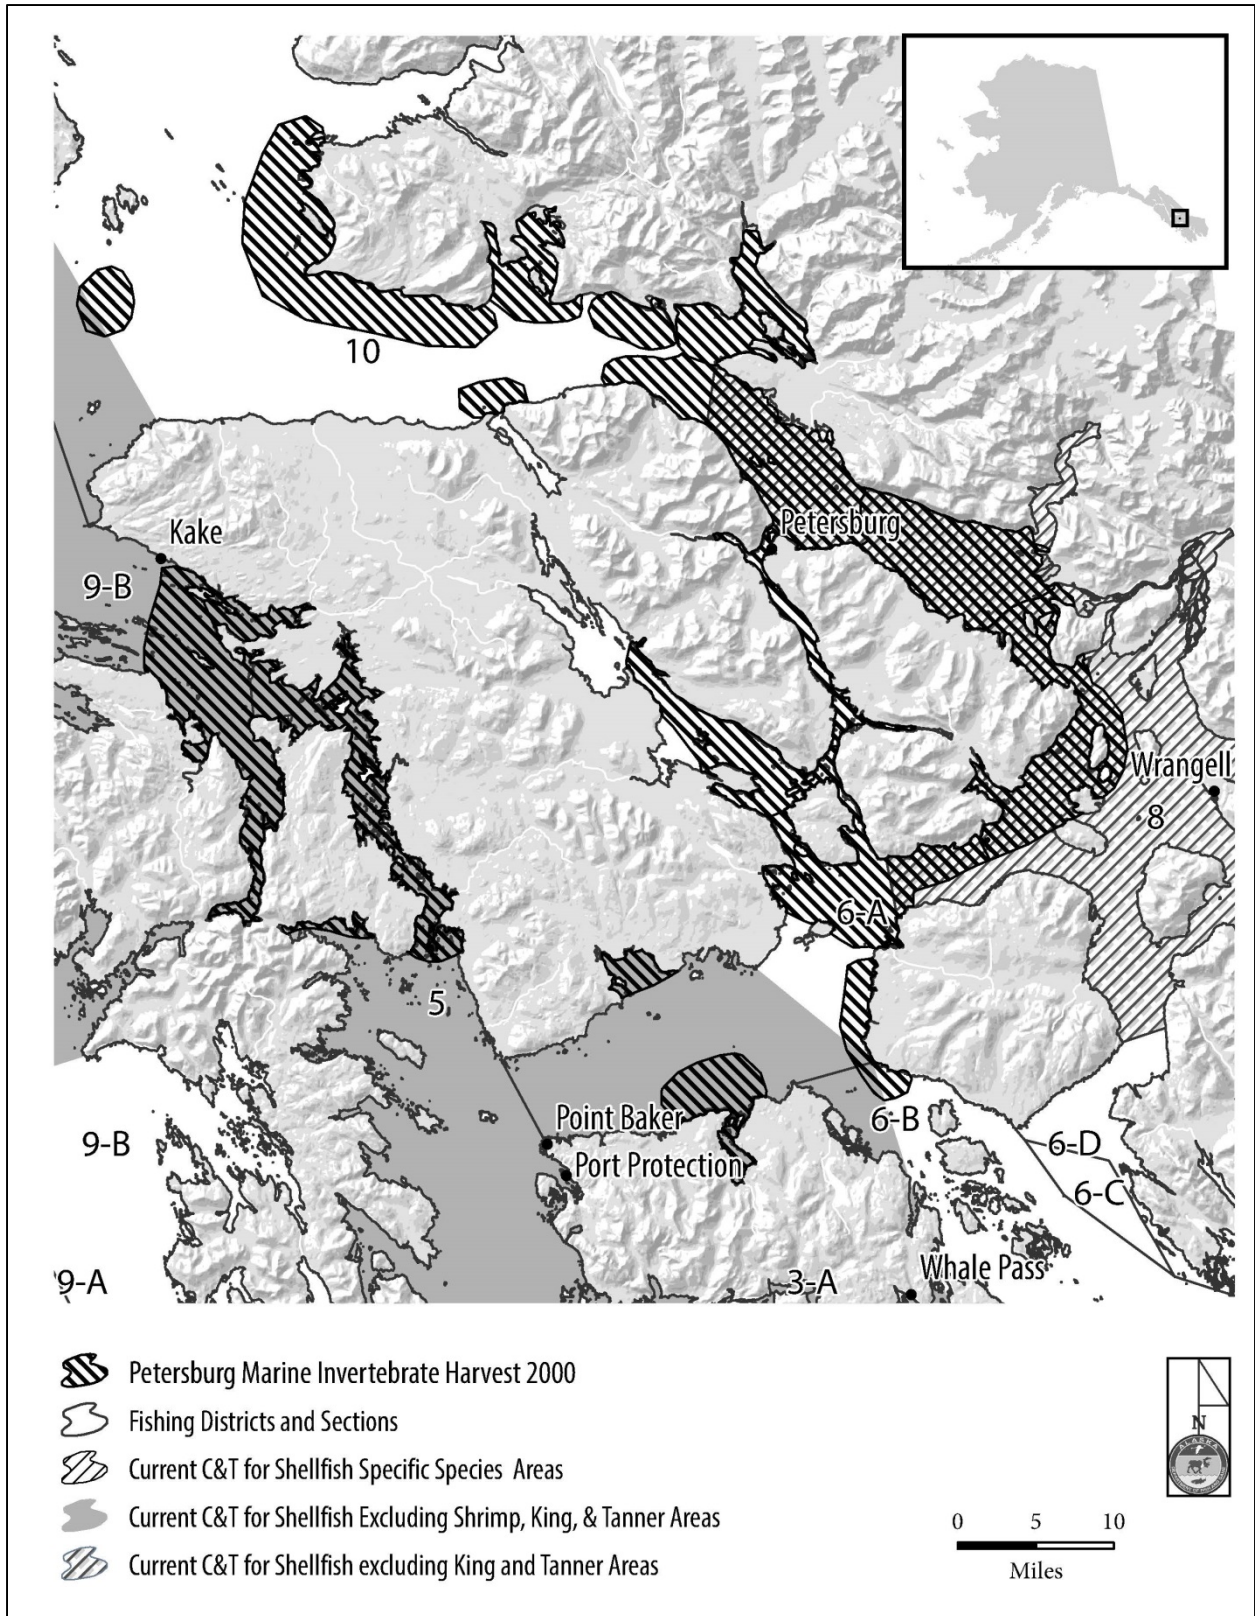 10
Kake
Petersburg
9-B
Wrangell
8
6-A
5
Point Baker
6-B
9-B
6-D
Port Protection
6-C
9-A
3-A
Whale Pass
Petersburg Marine Invertebrate Harvest 2000
Fishing Districts and Sections
Current C&T for Shellfish Specific Species Areas
Current C&T for Shellfish Excluding Shrimp, King, & Tanner Areas
Current C&T for Shellfish excluding King and Tanner Areas
0 5 10
Miles
N
ALASKA